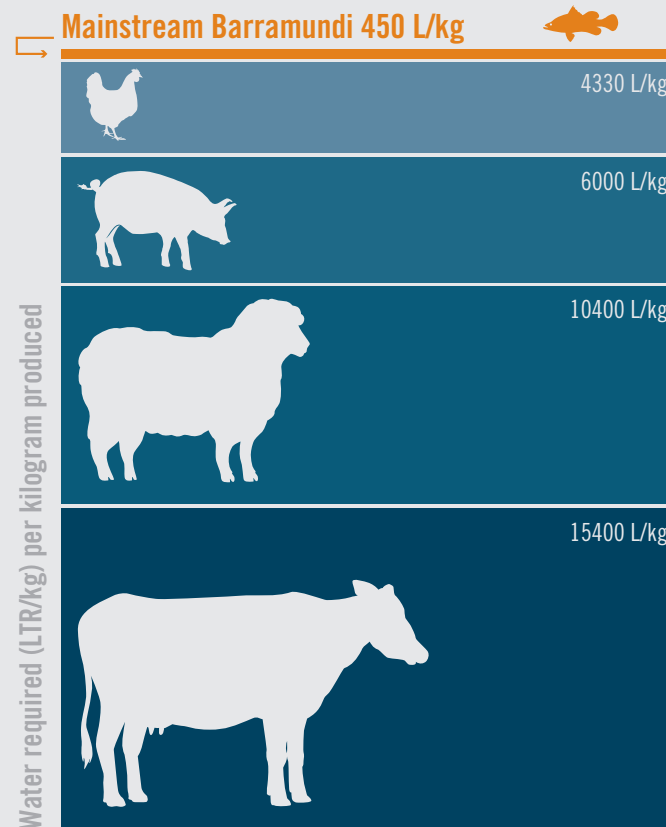 Mainstream Barramundi 450 L/kg
4330 L/kg
6000 L/kg
10400 L/kg
15400 L/kg
Water required (LTR/kg) per kilogram produced